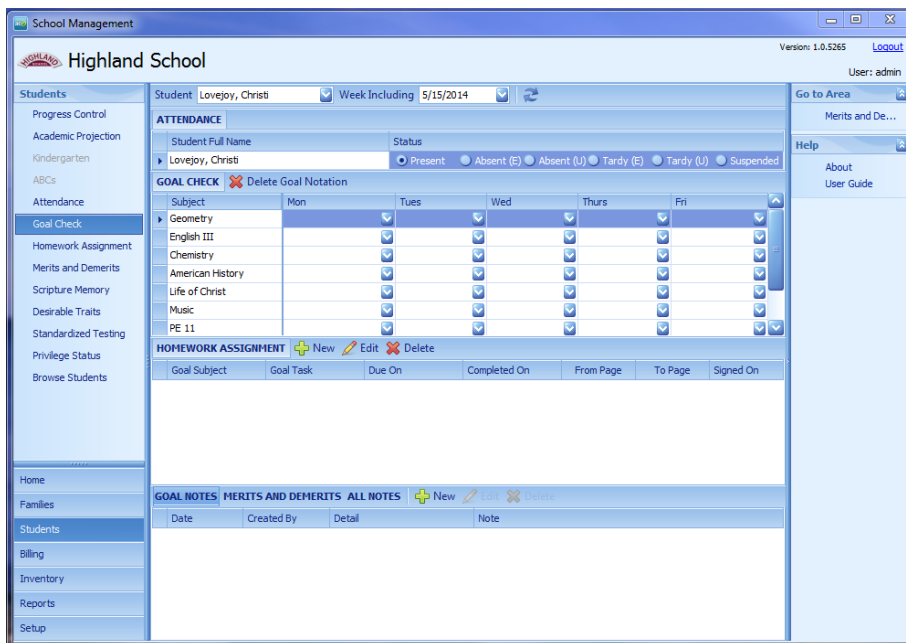 School Management
HIGHLAND
Highland School
Version: 1.0.5265 Logout
User: admin
Students
Progress Control
Academic Projection
Kindergarten
ABCs
Attendance
Goal Check
Homework Assignment
Merits and Demerits
Scripture Memory
Desirable Traits
Standardized Testing
Privilege Status
Browse Students
Home
Families
Students
Billing
Inventory
Reports
Setup
Student Lovejoy, Christi Week Including 5/15/2014
ATTENDANCE
Student Full Name Status
Lovejoy, Christi Present Absent (E) Absent (U) Tardy (E) Tardy (U) Suspended
GOAL CHECK Delete Goal Notation
Subject Mon Tues Wed Thurs Fri
Geometry
English III
Chemistry
American History
Life of Christ
Music
PE 11
HOMEWORK ASSIGNMENT New Edit Delete
Goal Subject Goal Task Due On Completed On From Page To Page Signed On
GOAL NOTES MERITS AND DEMERITS ALL NOTES New Edit Delete
Date Created By Detail Note
Go to Area
Merits and De...
Help
About
User Guide